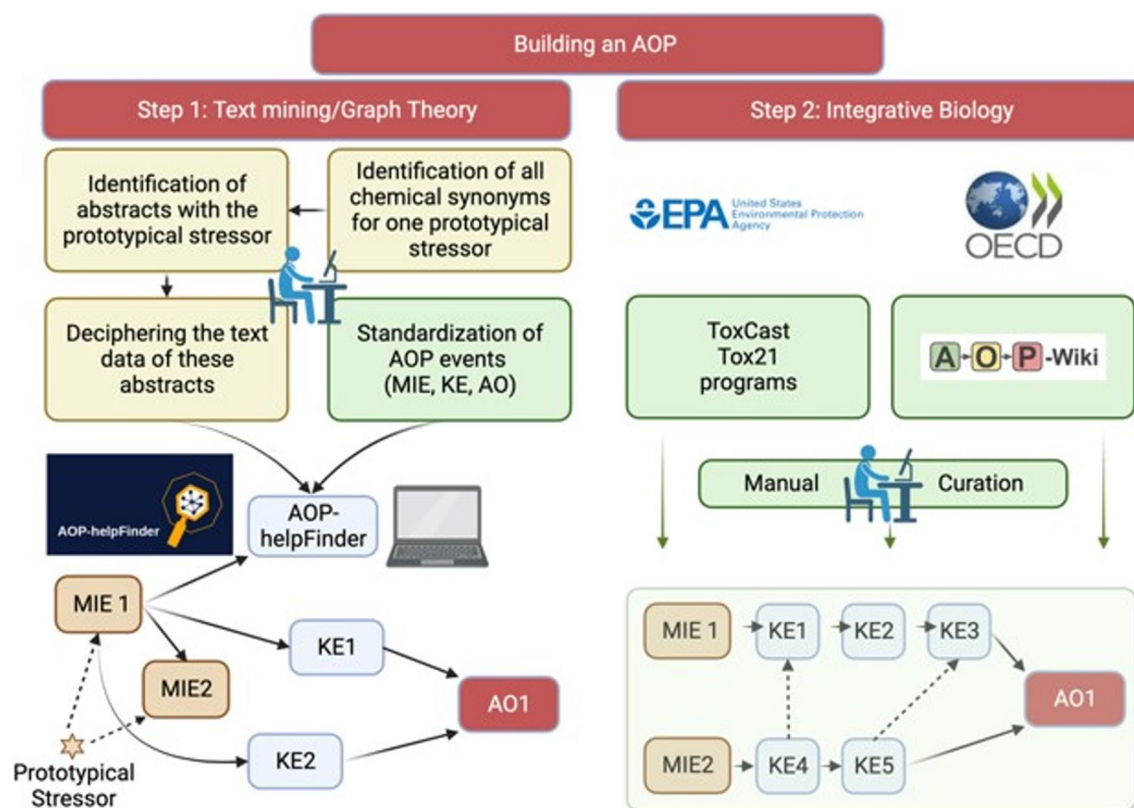 Building an AOP
Step 1: Text mining/Graph Theory
Identification of
abstracts with the
prototypical stressor
Identification of all
chemical synonyms
for one prototypical
stressor
Deciphering the text
data of these
abstracts
Standardization of
AOP events
(MIE, KE, AO)
AOP-helpFinder
AOP-
helpFinder
MIE 1
MIE2
KE1
KE2
AO1
Prototypical
Stressor
Step 2: Integrative Biology
EPA
United States
Environmental Protection
Agency
OECD
ToxCast
Tox21
programs
A O P -Wiki
Manual Curation
MIE 1
KE1
KE2
KE3
AO1
MIE2
KE4
KE5